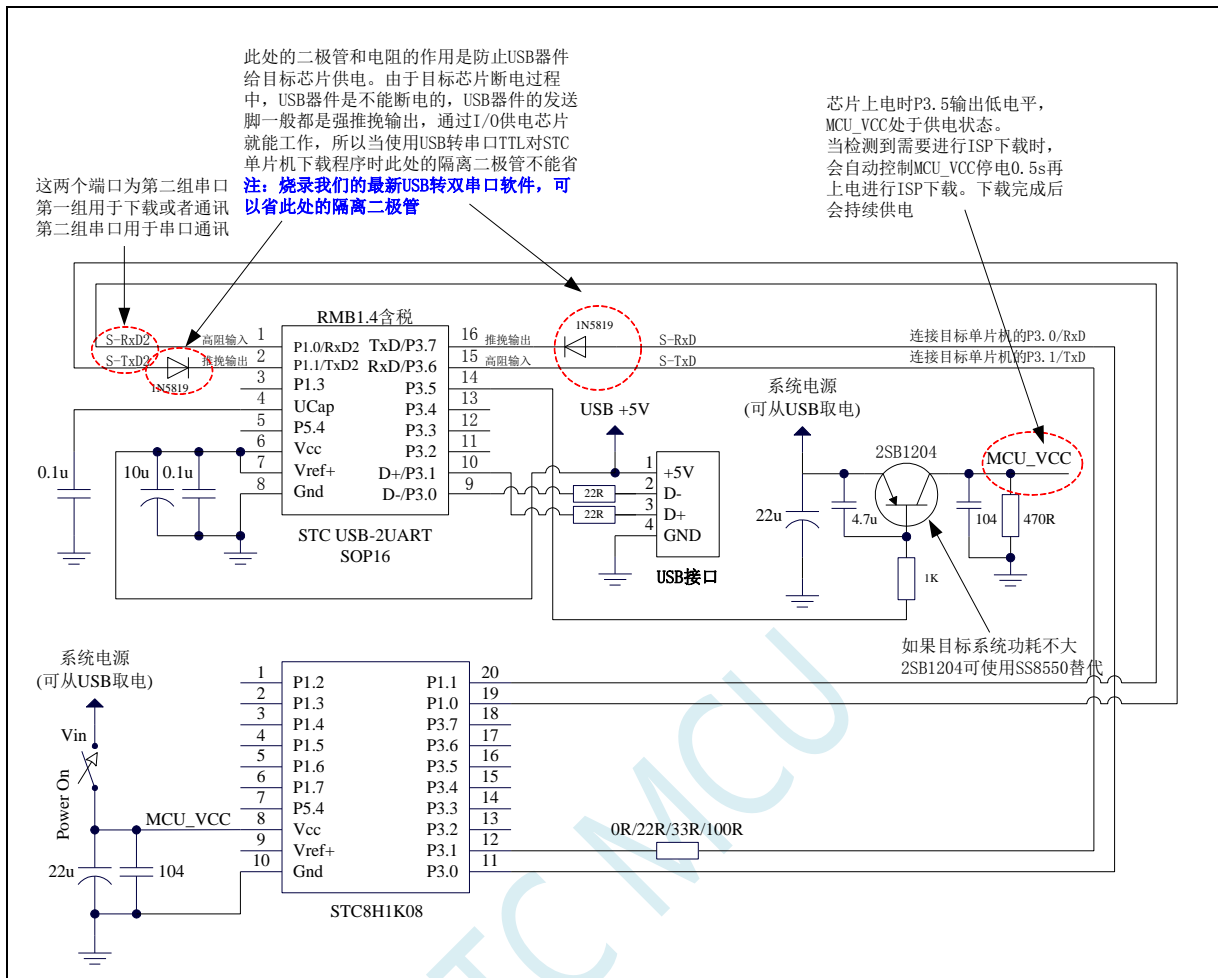 此处的二极管和电阻的作用是防止USB器件
给目标芯片供电。由于目标芯片断电过程
中，USB器件是不能断电的，USB器件的发送
脚一般都是强推挽输出，通过I/O供电芯片
就能工作，所以当使用USB转串口TTL对STC
单片机下载程序时此处的隔离二极管不能省
注：烧录我们的最新USB转双串口软件，可
以省此处的隔离二极管
这两个端口为第二组串口
第一组用于下载或者通讯
第二组串口用于串口通讯
芯片上电时P3.5输出低电平，
MCU_VCC处于供电状态。
当检测到需要进行ISP下载时，
会自动控制MCU_VCC停电0.5s再
上电进行ISP下载。下载完成后
会持续供电
RMB1.4含税
S-RxD2
高阻输入
1
P1.0/RxD2
TxD/P3.7
16
推挽输出
1N5819
S-RxD
连接目标单片机的P3.0/RxD
S-TxD2
1N5819
推挽输出
2
P1.1/TxD2
RxD/P3.6
15
高阻输入
S-TxD
连接目标单片机的P3.1/TxD
3
P1.3
P3.5
14
4
UCap
P3.4
13
5
P5.4
P3.3
12
6
Vcc
P3.2
11
7
Vref+
D+/P3.1
10
8
Gnd
D-/P3.0
9
STC USB-2UART
SOP16
0.1u
10u
0.1u
USB +5V
1
+5V
2
D-
3
D+
4
GND
22R
22R
USB接口
系统电源
(可从USB取电)
2SB1204
MCU_VCC
22u
4.7u
104
470R
1K
如果目标系统功耗不大
2SB1204可使用SS8550替代
系统电源
(可从USB取电)
Vin
Power On
MCU_VCC
22u
104
1
P1.2
P1.1
20
2
P1.3
P1.0
19
3
P1.4
P3.7
18
4
P1.5
P3.6
17
5
P1.6
P3.5
16
6
P1.7
P3.4
15
7
P5.4
P3.3
14
8
Vcc
P3.2
13
9
Vref+
P3.1
12
10
Gnd
P3.0
11
0R/22R/33R/100R
STC8H1K08
STC MCU